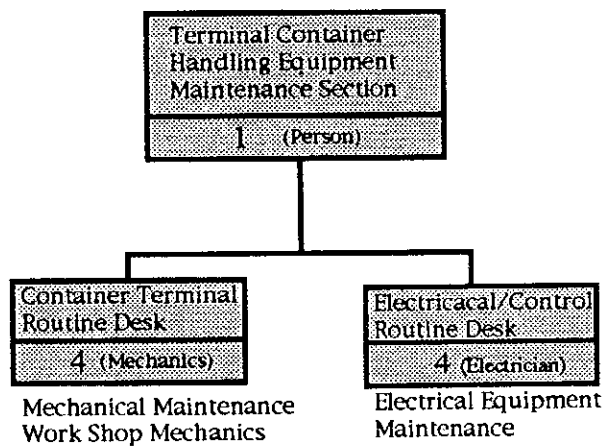 Terminal Container
Handling Equipment
Maintenance Section
1 (Person)
Container Terminal
Routine Desk
4 (Mechanics)
Mechanical Maintenance
Work Shop Mechanics
Electricacal/Control
Routine Desk
4 (Electrician)
Electrical Equipment
Maintenance